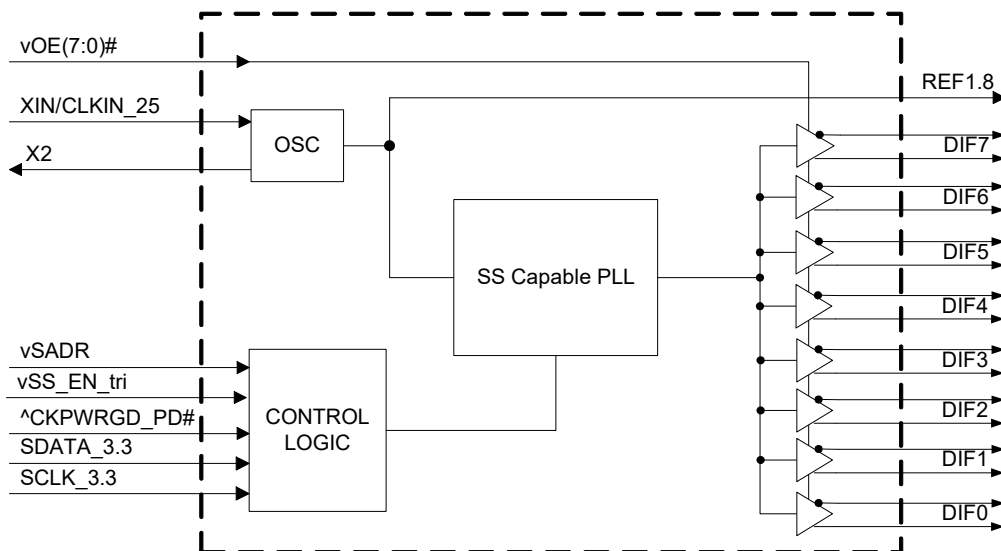 vOE(7:0)#
XIN/CLKIN_25
X2
OSC
REF1.8
DIF7
DIF6
DIF5
DIF4
DIF3
DIF2
DIF1
DIF0
SS Capable PLL
vSADR
vSS_EN_tri
^CKPWRGD_PD#
SDATA_3.3
SCLK_3.3
CONTROL
LOGIC